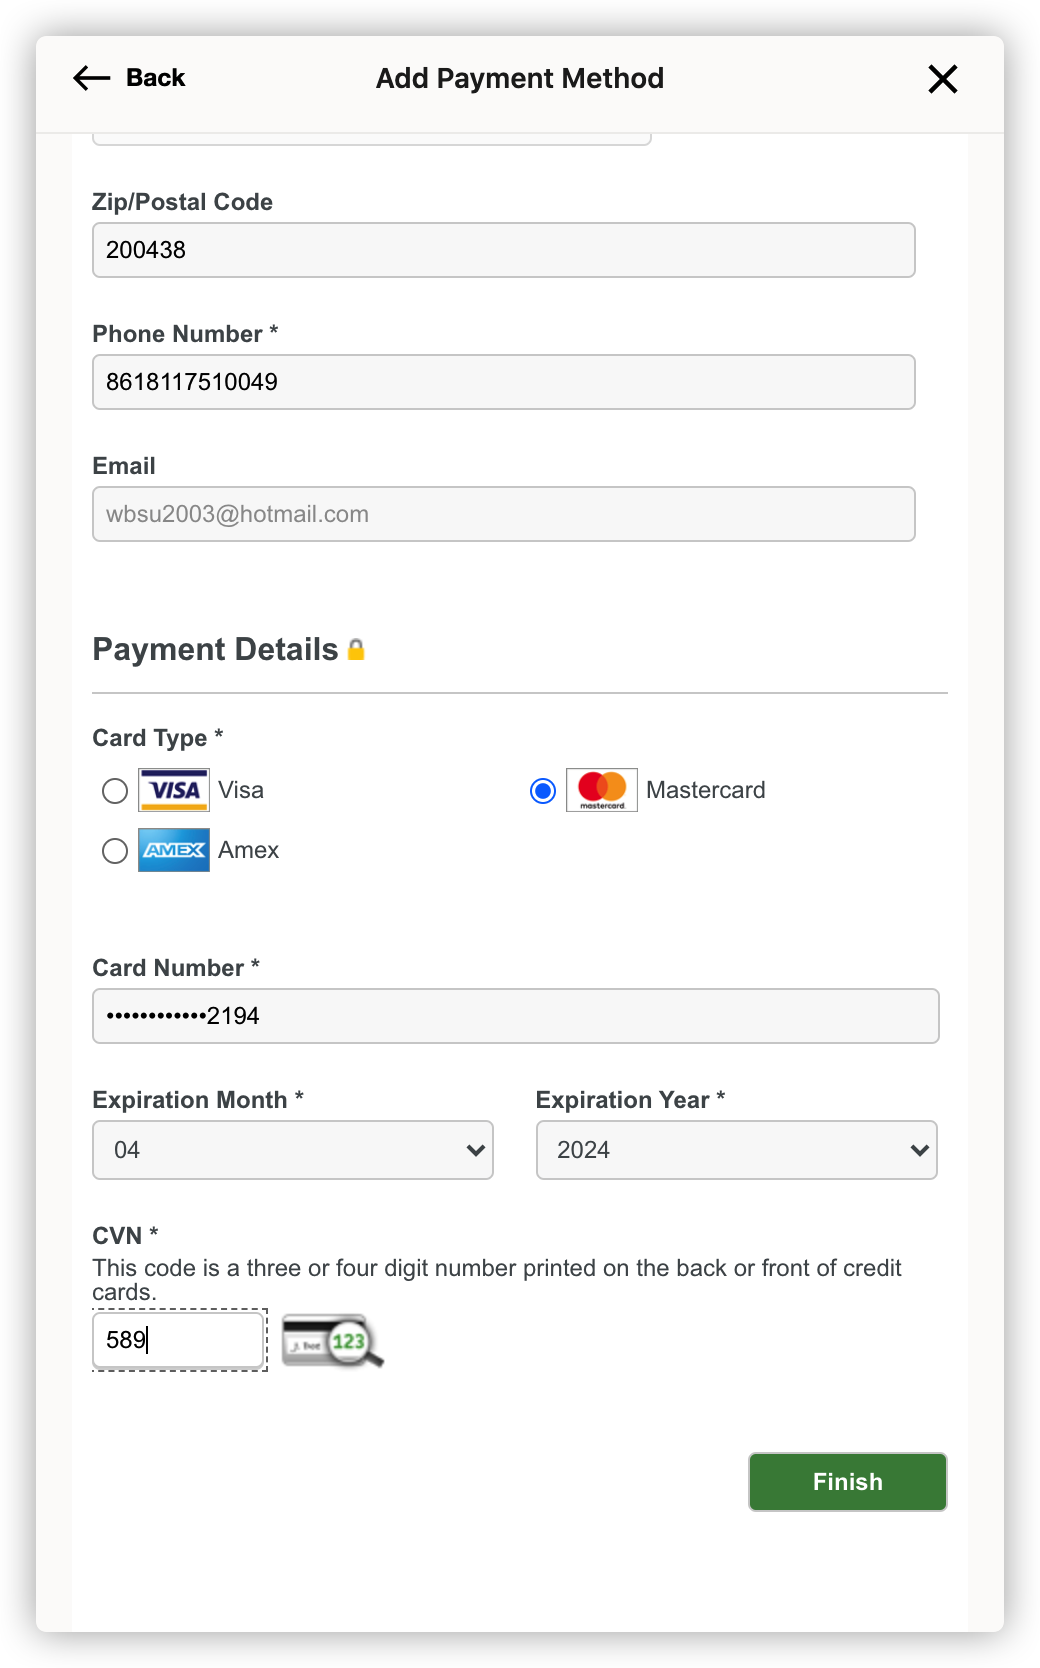 Back
Add Payment Method
Zip/Postal Code
200438
Phone Number *
8618117510049
Email
wbsu2003@hotmail.com
Payment Details
Card Type *
VISA Visa
mastercard. Mastercard
AMEX Amex
Card Number *
••••••••••••2194
Expiration Month *
Expiration Year *
04
2024
CVN *
This code is a three or four digit number printed on the back or front of credit
cards.
589
J. Doe 123
Finish